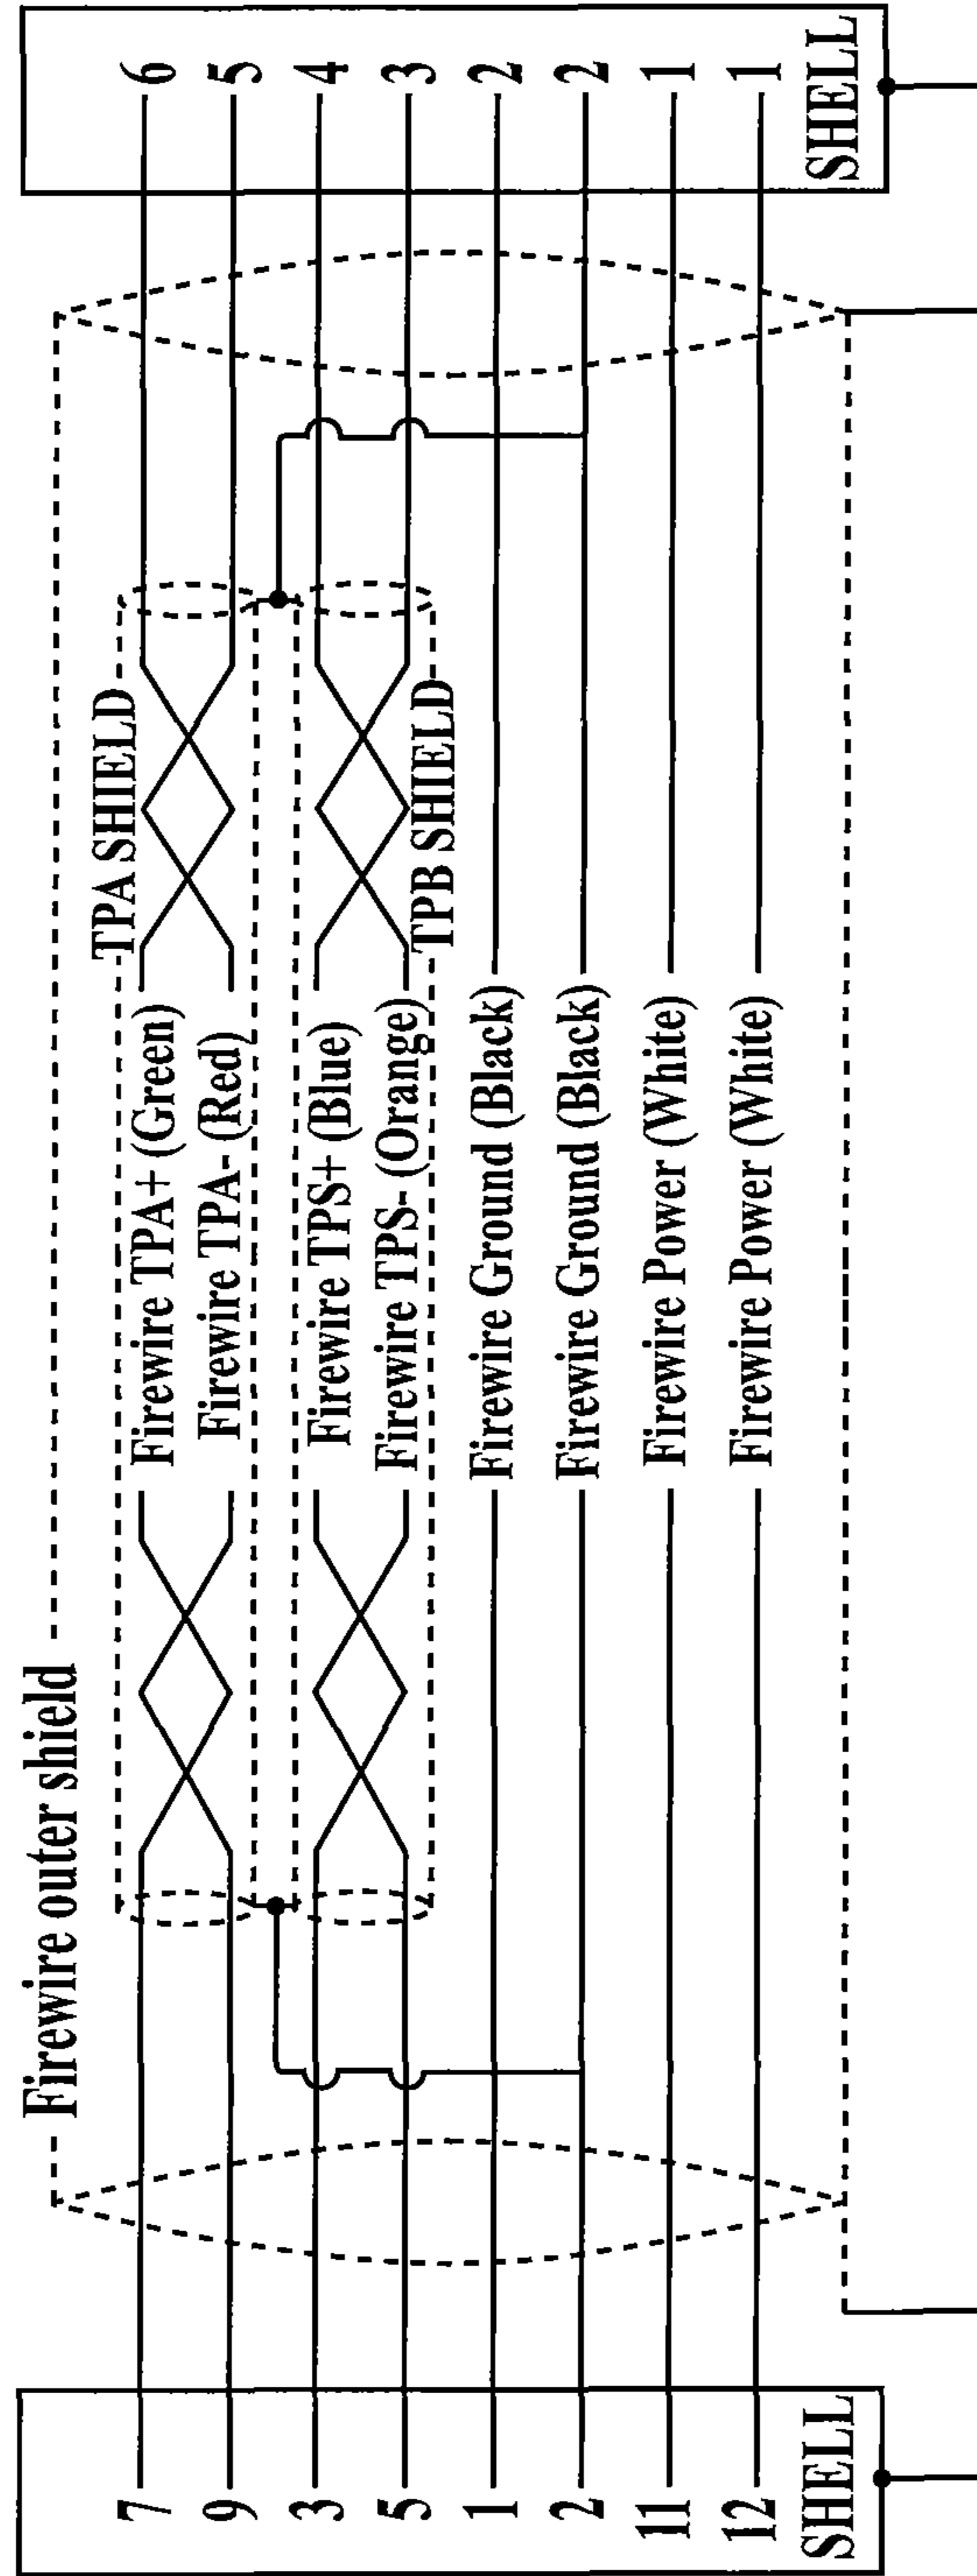 Firewire outer shield
TPA SHIELD
7
Firewire TPA+ (Green)
6
9
Firewire TPA- (Red)
5
3
Firewire TPS+ (Blue)
4
5
Firewire TPS- (Orange)
3
TPB SHIELD
1
Firewire Ground (Black)
2
2
Firewire Ground (Black)
2
11
Firewire Power (White)
1
12
Firewire Power (White)
1
SHELL
SHELL